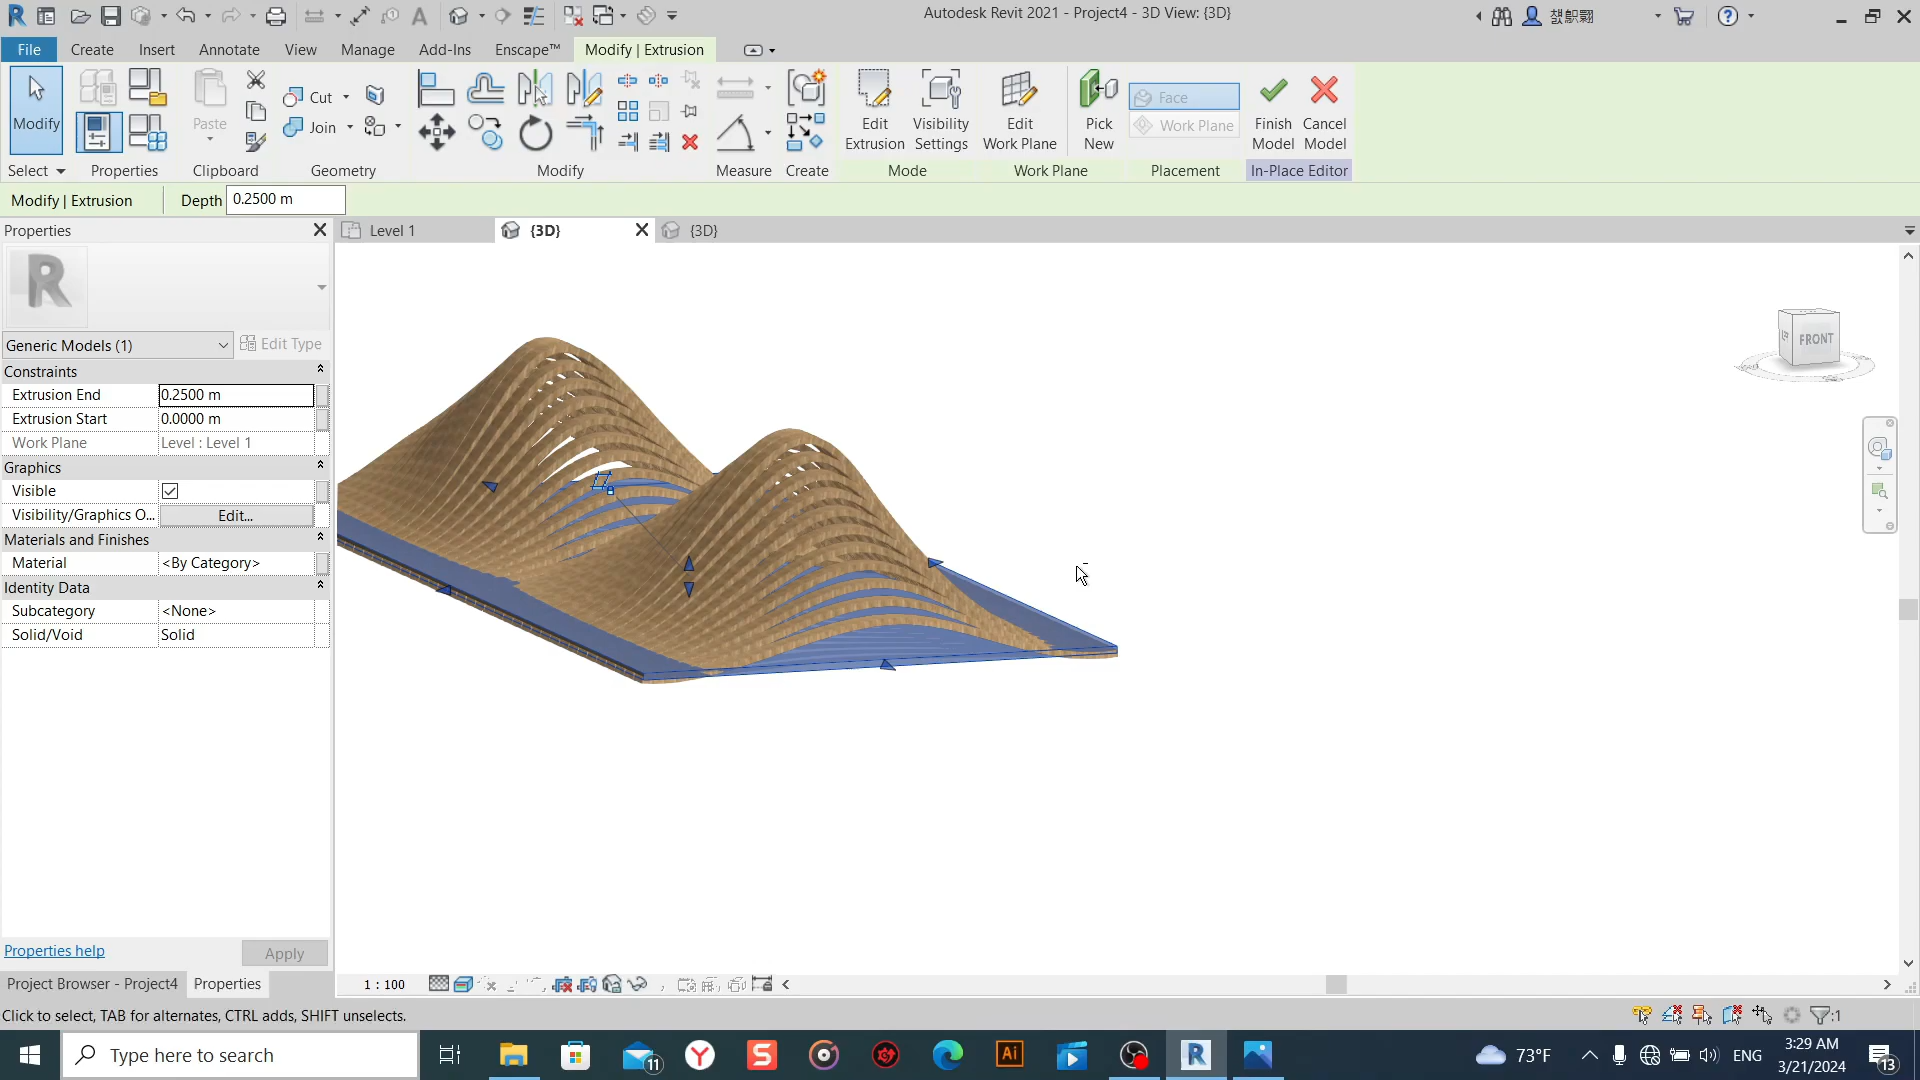 Autodesk Revit 2021 - Project4 - 3D View: {3D}
File
Create
Insert
Annotate
View
Manage
Add-Ins
Enscape™
Modify | Extrusion
Modify
Paste
Cut
Join
Edit Extrusion
Visibility Settings
Edit Work Plane
Pick New
Face
Work Plane
Finish Model
Cancel Model
Select
Properties
Clipboard
Geometry
Modify
Measure
Create
Mode
Work Plane
Placement
In-Place Editor
Modify | Extrusion
Depth
0.2500 m
Properties
Level 1
{3D}
{3D}
Generic Models (1)
Edit Type
Constraints
Extrusion End 0.2500 m
Extrusion Start 0.0000 m
Work Plane Level : Level 1
Graphics
Visible
Visibility/Graphics O... Edit...
Materials and Finishes
Material <By Category>
Identity Data
Subcategory <None>
Solid/Void Solid
FRONT
Properties help
Apply
Project Browser - Project4
Properties
1 : 100
Click to select, TAB for alternates, CTRL adds, SHIFT unselects.
:1
Type here to search
11
Ai
73°F
ENG
3:29 AM
3/21/2024
13